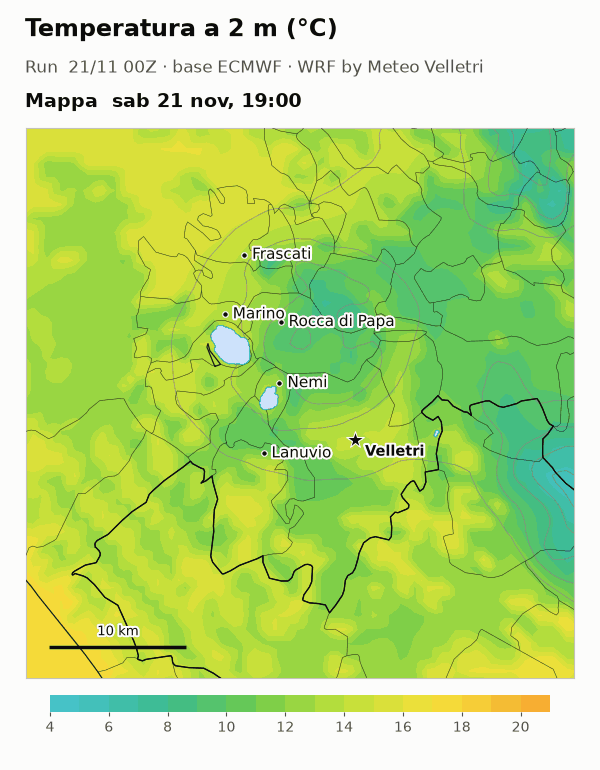 Temperatura a 2 m (°C)
Run  21/11 00Z · base ECMWF · WRF by Meteo Velletri
Mappa  sab 21 nov, 19:00
Frascati
Marino
Rocca di Papa
Nemi
Velletri
Lanuvio
10 km
4 6 8 10 12 14 16 18 20